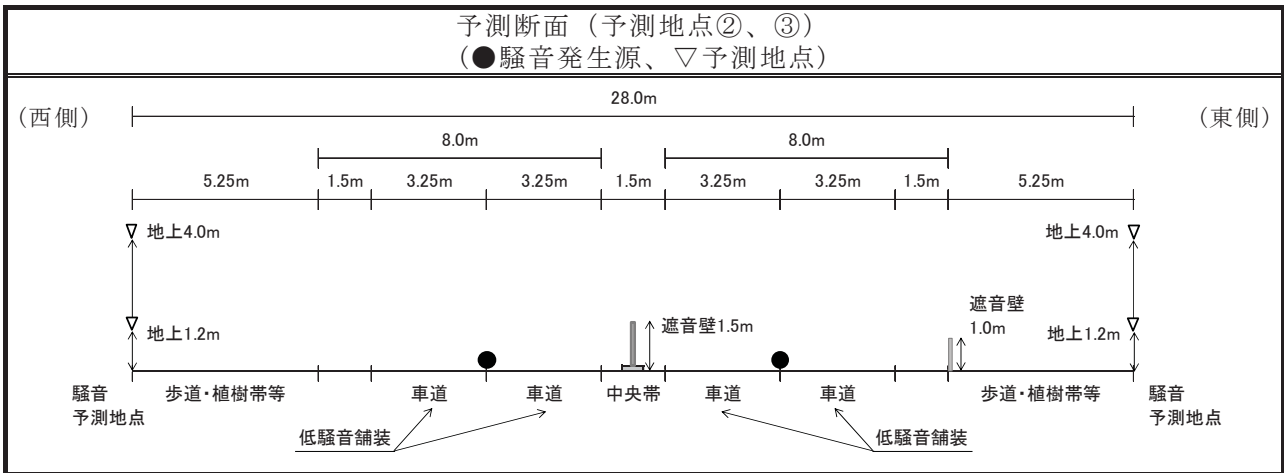 予測断面（予測地点②、③）
（●騒音発生源、▽予測地点）
（西側）
28.0m
（東側）
8.0m
8.0m
5.25m
1.5m
3.25m
3.25m
1.5m
3.25m
3.25m
1.5m
5.25m
地上4.0m
地上4.0m
地上1.2m
遮音壁1.5m
遮音壁
1.0m
地上1.2m
騒音
予測地点
歩道･植樹帯等
車道
車道
中央帯
車道
車道
歩道･植樹帯等
騒音
予測地点
低騒音舗装
低騒音舗装